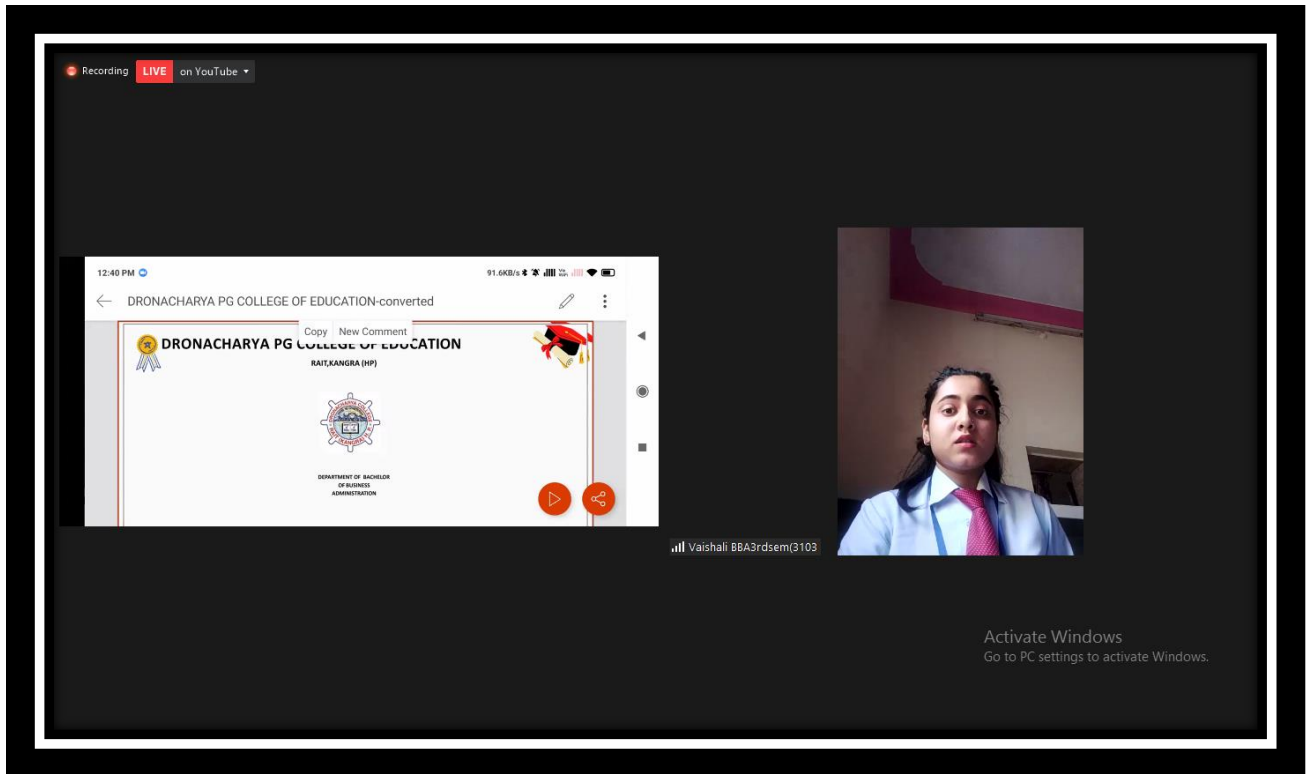 Recording LIVE on YouTube
12:40 PM
91.6KB/s
DRONACHARYA PG COLLEGE OF EDUCATION-converted
Copy New Comment
DRONACHARYA PG COLLEGE OF EDUCATION
RAIT,KANGRA (HP)
DEPARTMENT OF BACHELOR
OF BUSINESS
ADMINISTRATION
Vaishali BBA3rdsem(3103
Activate Windows
Go to PC settings to activate Windows.